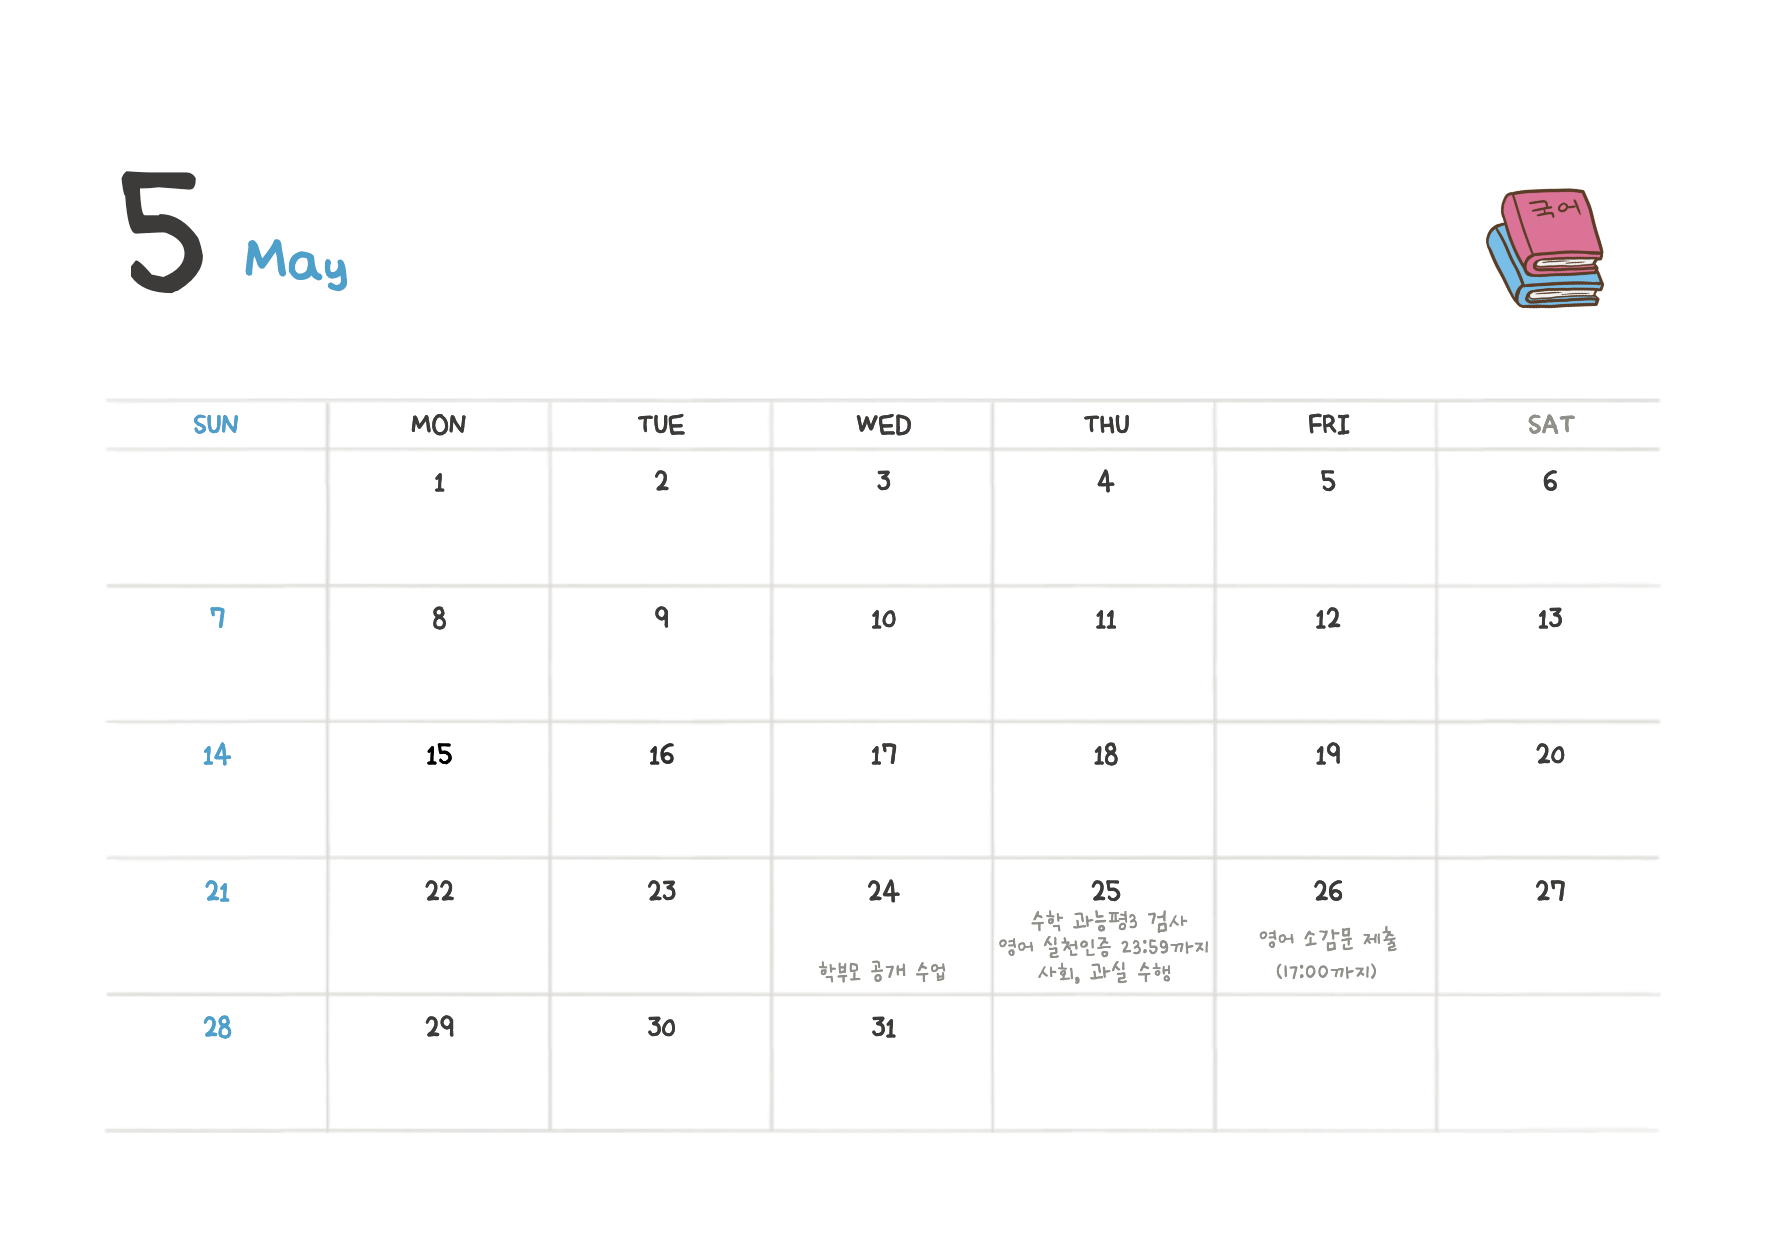 5 May
국어
SUN MON TUE WED THU FRI SAT
1 2 3 4 5 6
7 8 9 10 11 12 13
14 15 16 17 18 19 20
21 22 23 24 25 26 27
학부모 공개 수업
수학 과능평3 검사
영어 실천인증 23:59까지
사회, 과실 수행
영어 소감문 제출
(17:00까지)
28 29 30 31